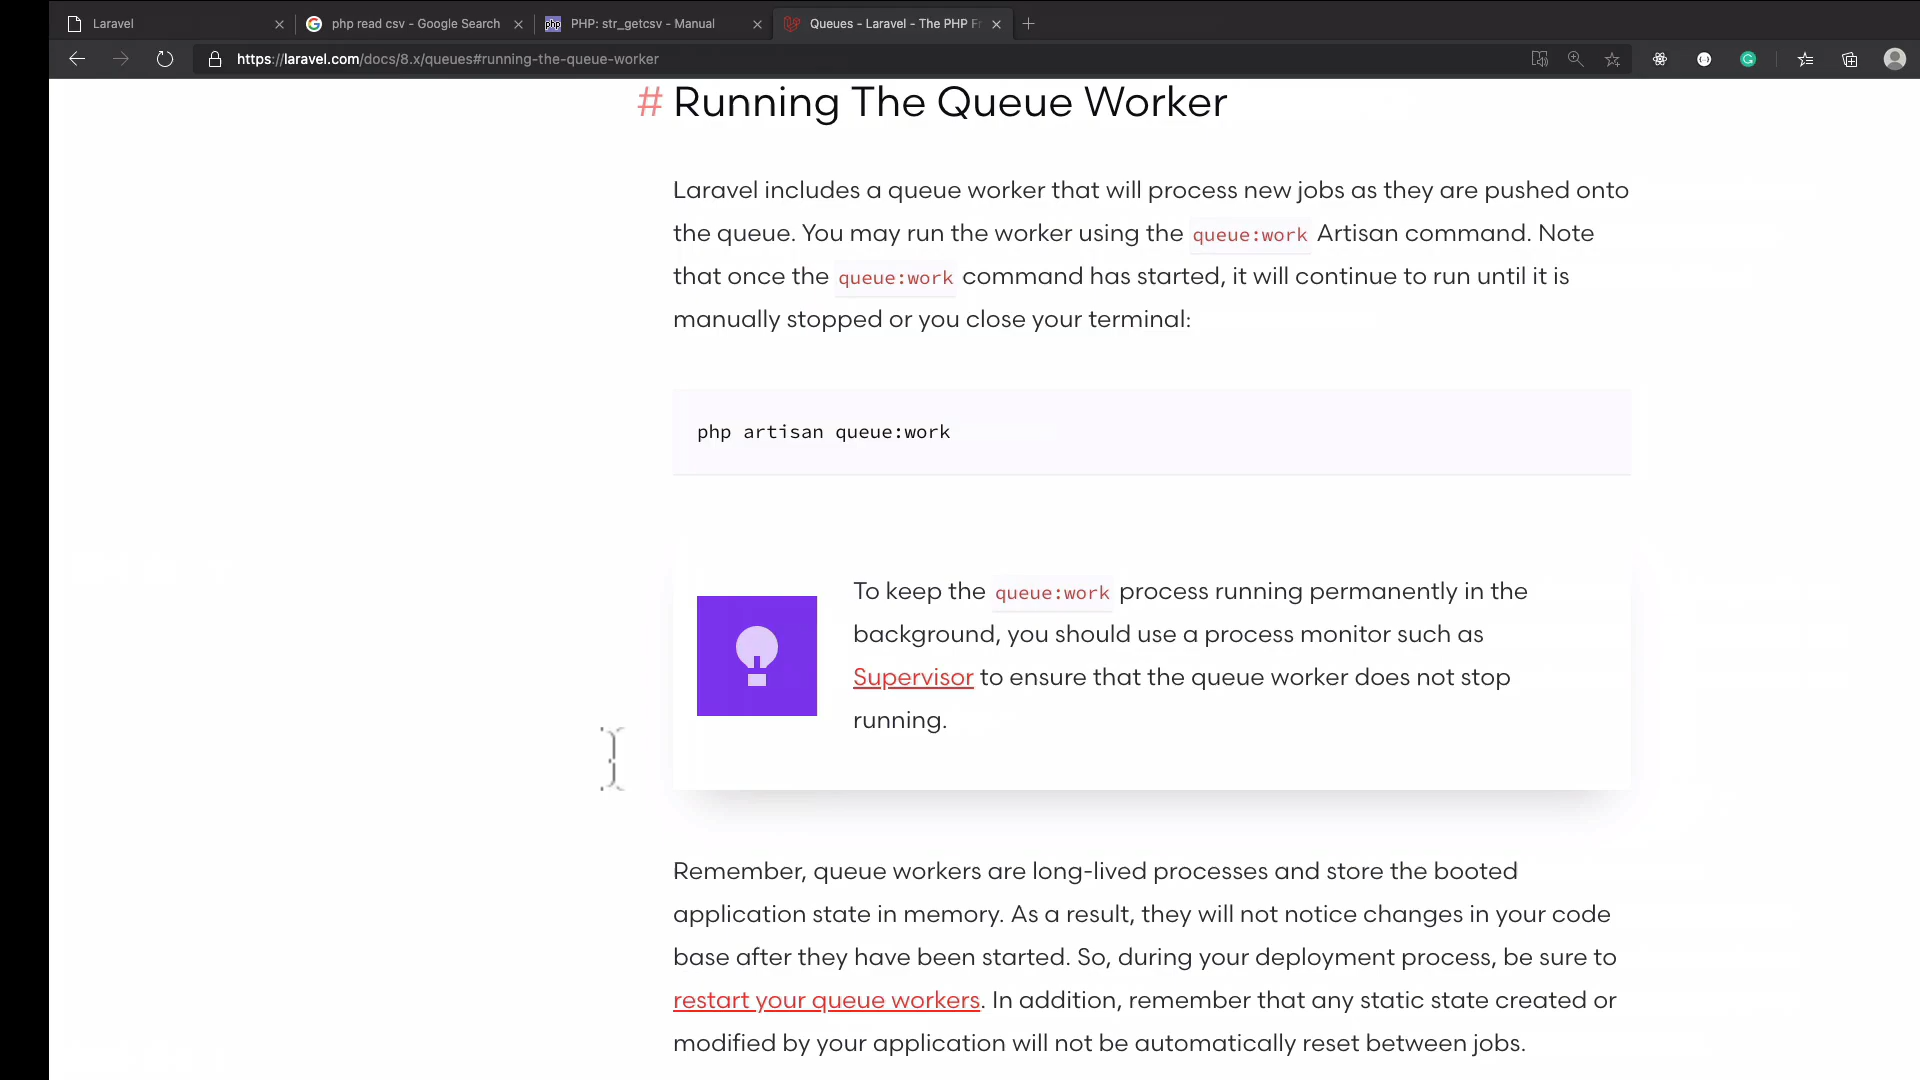 Laravel
php read csv - Google Search
PHP: str_getcsv - Manual
Queues - Laravel - The PHP Fr
https://laravel.com/docs/8.x/queues#running-the-queue-worker
# Running The Queue Worker
Laravel includes a queue worker that will process new jobs as they are pushed onto
the queue. You may run the worker using the queue:work Artisan command. Note
that once the queue:work command has started, it will continue to run until it is
manually stopped or you close your terminal:
php artisan queue:work
To keep the queue:work process running permanently in the
background, you should use a process monitor such as
Supervisor to ensure that the queue worker does not stop
running.
Remember, queue workers are long-lived processes and store the booted
application state in memory. As a result, they will not notice changes in your code
base after they have been started. So, during your deployment process, be sure to
restart your queue workers. In addition, remember that any static state created or
modified by your application will not be automatically reset between jobs.